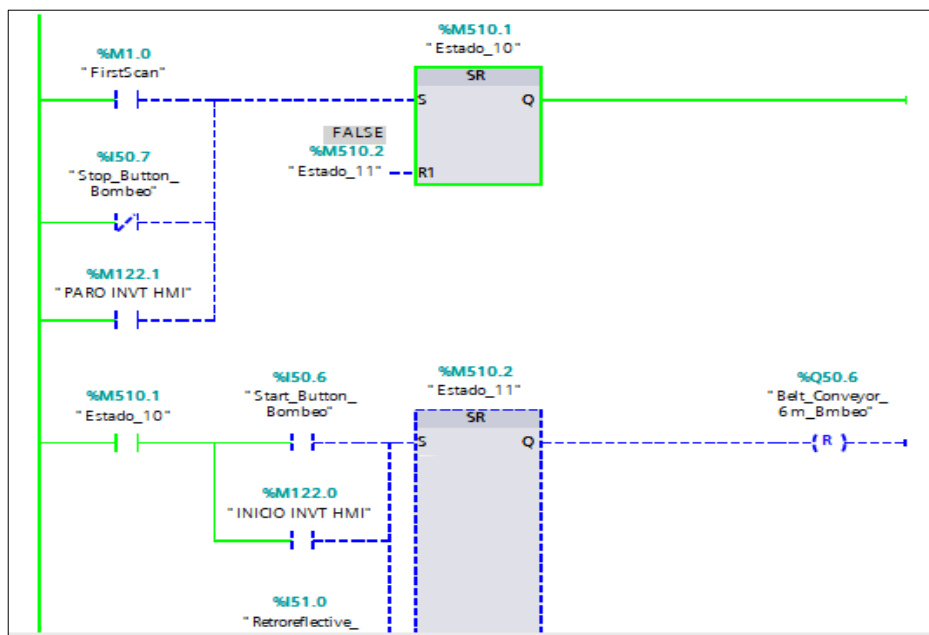 %M510.1
"Estado_10"
%M1.0
"FirstScan"
SR
S
Q
FALSE
%M510.2
"Estado_11"
R1
%I50.7
"Stop_Button_
Bombeo"
%M122.1
"PARO INVT HMI"
%M510.1
"Estado_10"
%I50.6
"Start_Button_
Bombeo"
%M510.2
"Estado_11"
%Q50.6
"Belt_Conveyor_
6 m_Bmbeo"
SR
S
Q
R
%M122.0
"INICIO INVT HMI"
%I51.0
"Retroreflective_